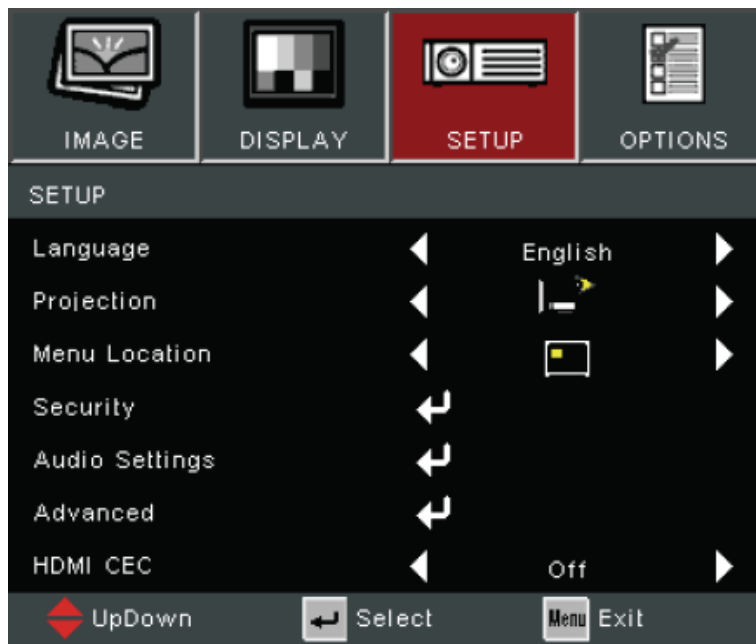 IMAGE DISPLAY SETUP OPTIONS
SETUP
Language English
Projection
Menu Location
Security
Audio Settings
Advanced
HDMI CEC Off
UpDown Select Menu Exit